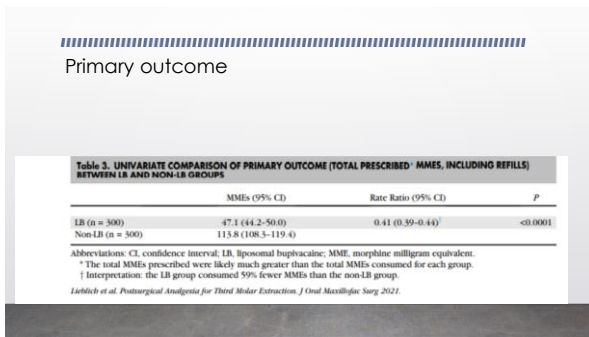 Primary outcome
Table 3. UNIVARIATE COMPARISON OF PRIMARY OUTCOME (TOTAL PRESCRIBED* MMES, INCLUDING REFILLS)
BETWEEN LB AND NON-LB GROUPS
MMEs (95% CI) Rate Ratio (95% CI) P
LB (n = 300) 47.1 (44.2-50.0) 0.41 (0.39-0.44)† <0.0001
Non-LB (n = 300) 113.8 (108.3-119.4)
Abbreviations: CI, confidence interval; LB, liposomal bupivacaine; MME, morphine milligram equivalent.
* The total MMEs prescribed were likely much greater than the total MMEs consumed for each group.
† Interpretation: the LB group consumed 59% fewer MMEs than the non-LB group.
Lieblich et al. Postsurgical Analgesia for Third Molar Extraction. J Oral Maxillofac Surg 2021.